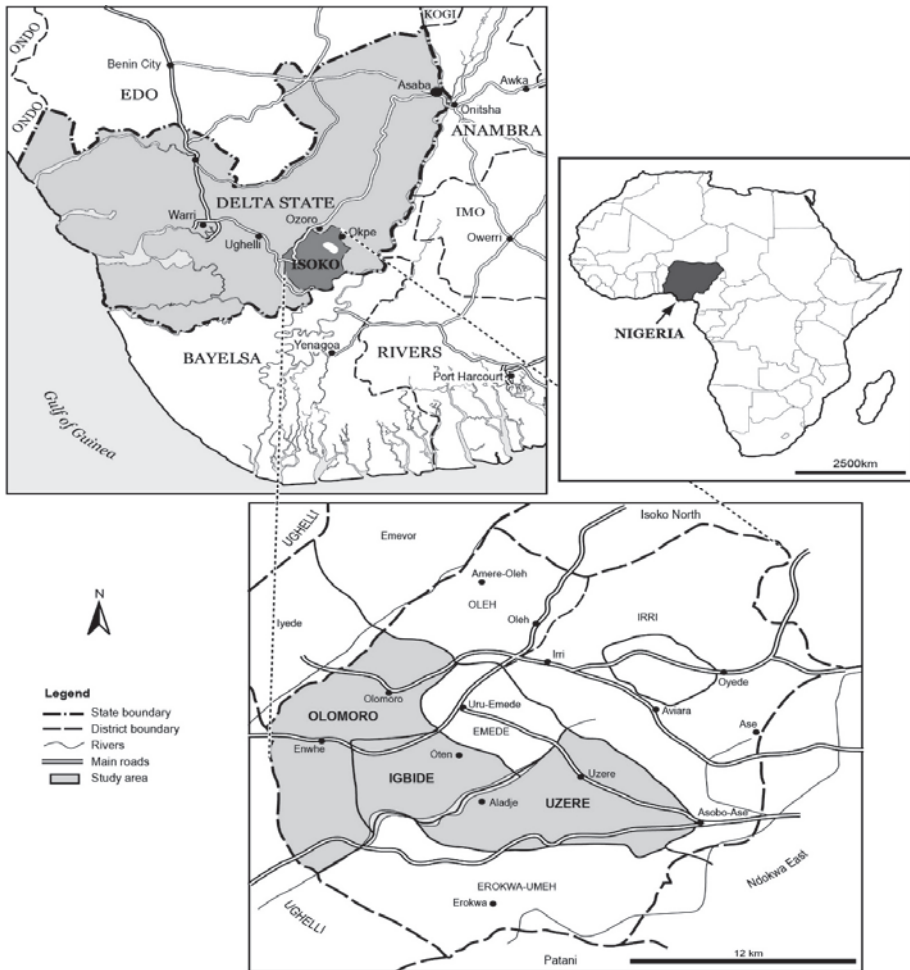 KOGI
ONDO
Benin City
EDO
Asaba
Awka
Onitsha
ONDO
ANAMBRA
DELTA STATE
Warri
Ozoro
Okpe
Ughelli
IMO
Owerri
ISOKO
Yenagoa
BAYELSA
RIVERS
Port Harcourt
Gulf of Guinea
NIGERIA
2500km
UGHELLI
Emevor
Isoko North
Amere-Oleh
OLEH
Oleh
IRRI
Iyede
Irri
Oyede
Olomoro
Uru-Emede
Aviara
OLOMORO
Ase
EMEDE
Enwhe
Oten
IGBIDE
Uzere
Aladje
UZERE
Asobo-Ase
Ndokwa East
EROKWA-UMEH
Erokwa
UGHELLI
Patani
12 km
N
Legend
State boundary
District boundary
Rivers
Main roads
Study area